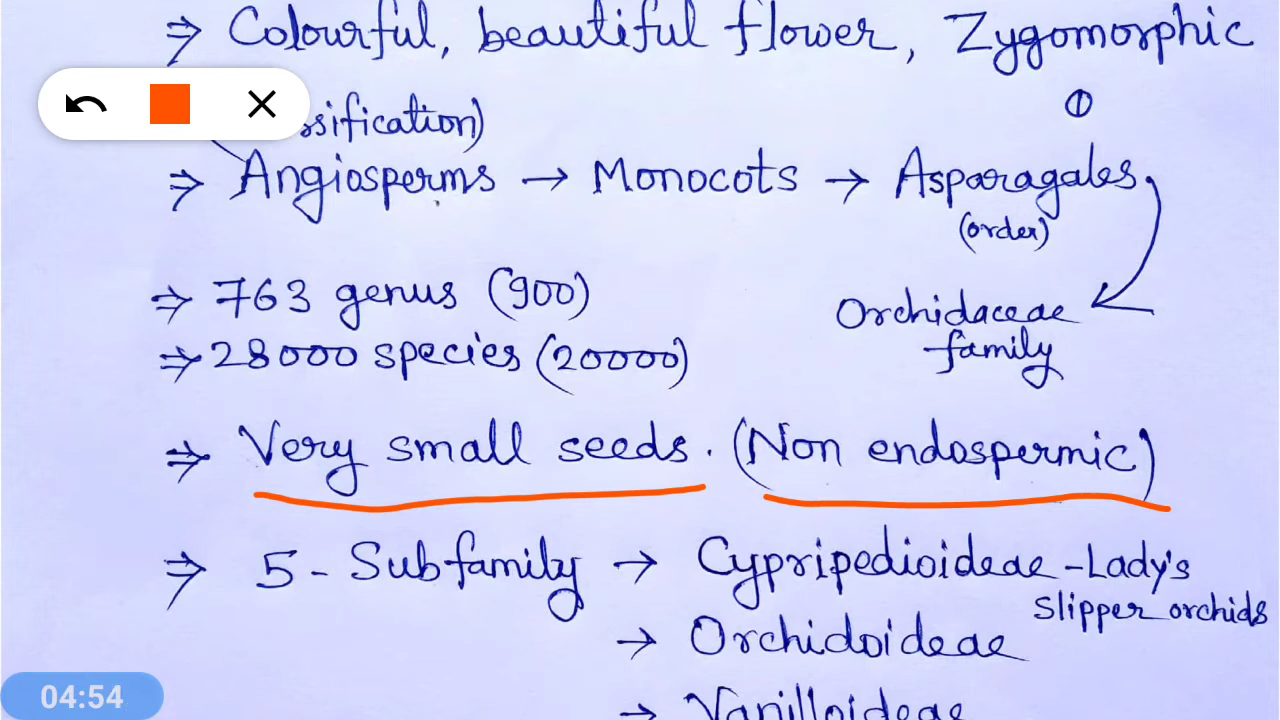 ⇒ Colourful, beautiful flower, Zygomorphic
①
ssification)
⇒ Angiosperms → Monocots → Asparagales
(order)
⇒ 763 genus (900)
Orchidaceae
family
⇒ 28000 species (20000)
⇒ Very small seeds. (Non endospermic)
⇒ 5 - Subfamily → Cypripedioideae - Lady's
Slipper orchids
→ Orchidoideae
→ Vanilloideae
04:54